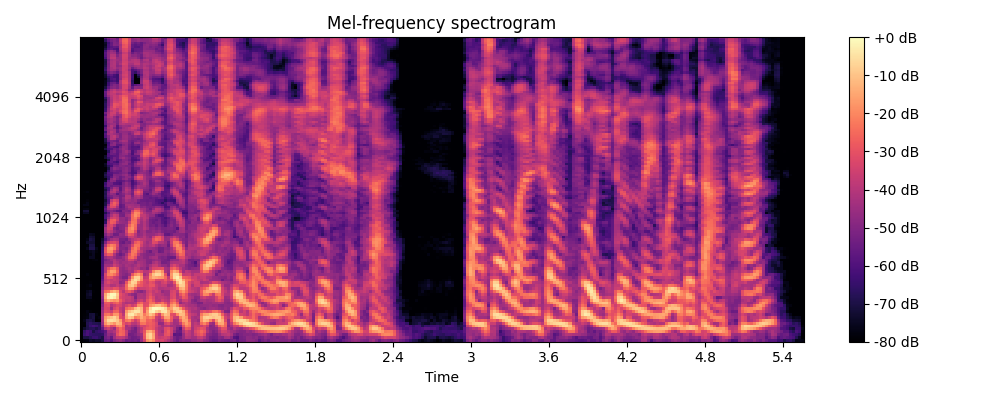 Mel-frequency spectrogram
Hz
4096
2048
1024
512
0
0 0.6 1.2 1.8 2.4 3 3.6 4.2 4.8 5.4
Time
+0 dB
-10 dB
-20 dB
-30 dB
-40 dB
-50 dB
-60 dB
-70 dB
-80 dB